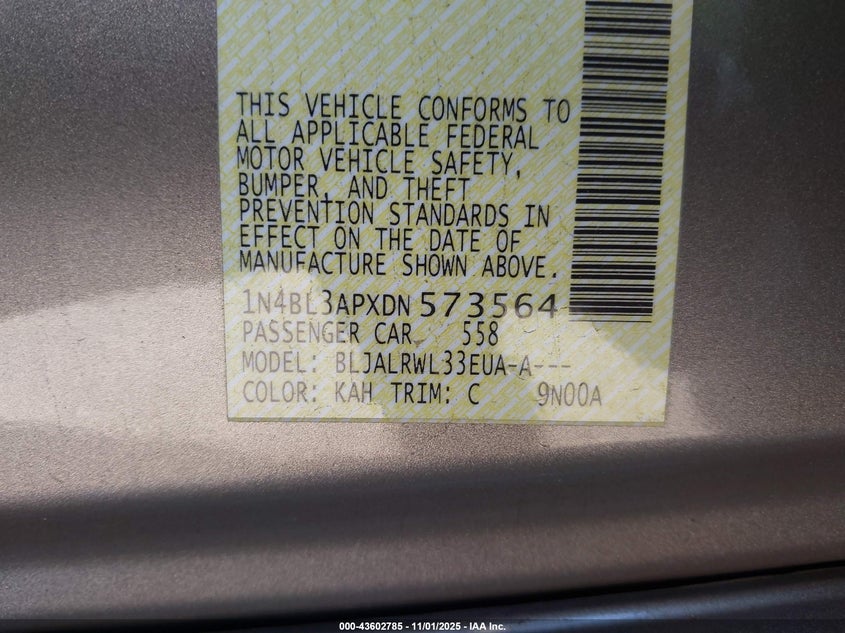 THIS VEHICLE CONFORMS TO
ALL APPLICABLE FEDERAL
MOTOR VEHICLE SAFETY,
BUMPER, AND THEFT
PREVENTION STANDARDS IN
EFFECT ON THE DATE OF
MANUFACTURE SHOWN ABOVE.
1N4BL3APXDN 573564
PASSENGER CAR 558
MODEL: BLJALRWL33EUA-A---
COLOR: KAH TRIM: C 9N00A
000-43602785 - 11/01/2025 - IAA Inc.